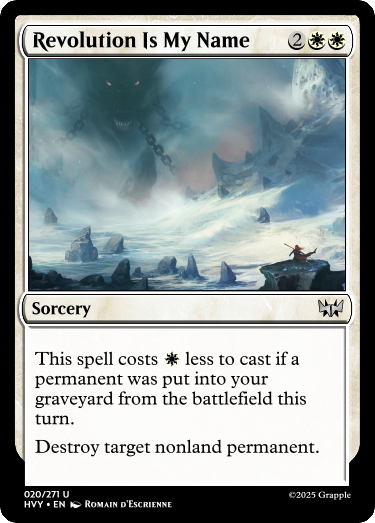 Revolution Is My Name 2
Sorcery
This spell costs less to cast if a
permanent was put into your
graveyard from the battlefield this
turn.
Destroy target nonland permanent.
020/271 U
HVY • EN Romain d'Escrienne
©2025 Grapple